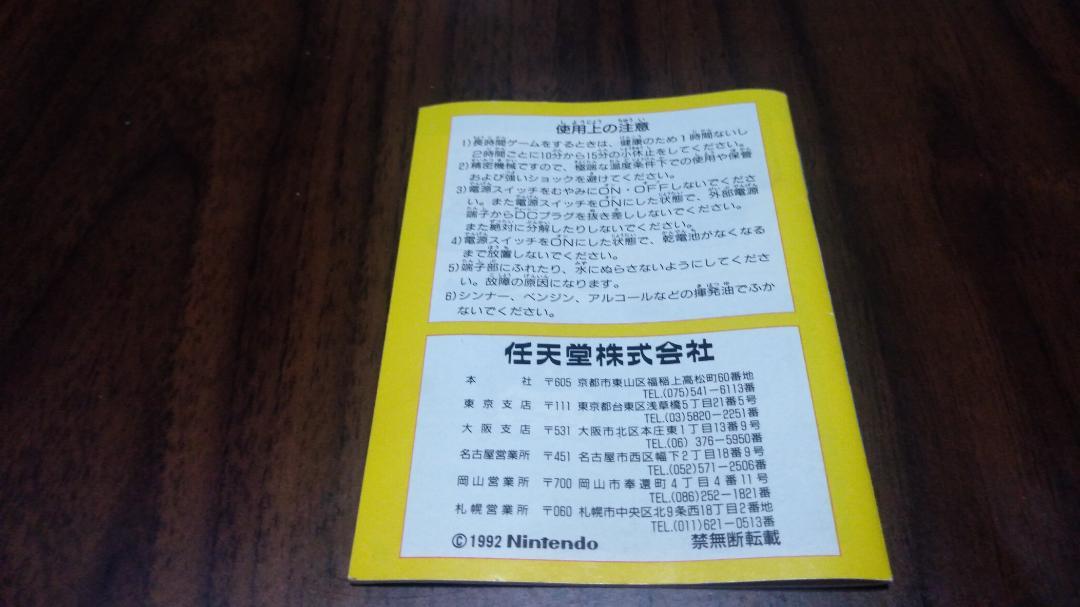 使用上の注意
1)長時間ゲームをするときは、健康のため1時間ないし
2時間ごとに10分から15分の小休止をしてください。
2)精密機械ですので、極端な温度条件下での使用や保管
および強いショックを避けてください。
3)電源スイッチをむやみにON・OFFしないでくださ
い。また電源スイッチをONにした状態で、外部電源
端子からDCプラグを抜き差ししないでください。
また絶対に分解したりしないでください。
4)電源スイッチをONにした状態で、乾電池がなくなる
まで放置しないでください。
5)端子部にふれたり、水にぬらさないようにしてくださ
い。故障の原因になります。
6)シンナー、ベンジン、アルコールなどの揮発油でふか
ないでください。
任天堂株式会社
本社 〒605 京都市東山区福稲上高松町60番地
TEL.(075)541-6113番
東京支店 〒111 東京都台東区浅草橋5丁目21番5号
TEL.(03)5820-2251番
大阪支店 〒531 大阪市北区本庄東1丁目13番9号
TEL.(06) 376-5950番
名古屋営業所 〒451 名古屋市西区幅下2丁目18番9号
TEL.(052)571-2506番
岡山営業所 〒700 岡山市奉還町4丁目4番11号
TEL.(086)252-1821番
札幌営業所 〒060 札幌市中央区北9条西18丁目2番地
TEL.(011)621-0513番
©1992 Nintendo 禁無断転載